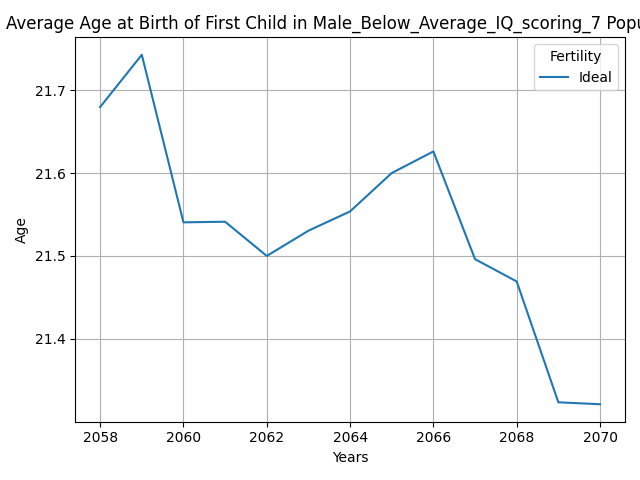 Average Age at Birth of First Child in Male_Below_Average_IQ_scoring_7
Fertility
Ideal
21.7
21.6
21.5
21.4
Age
2058 2060 2062 2064 2066 2068 2070
Years